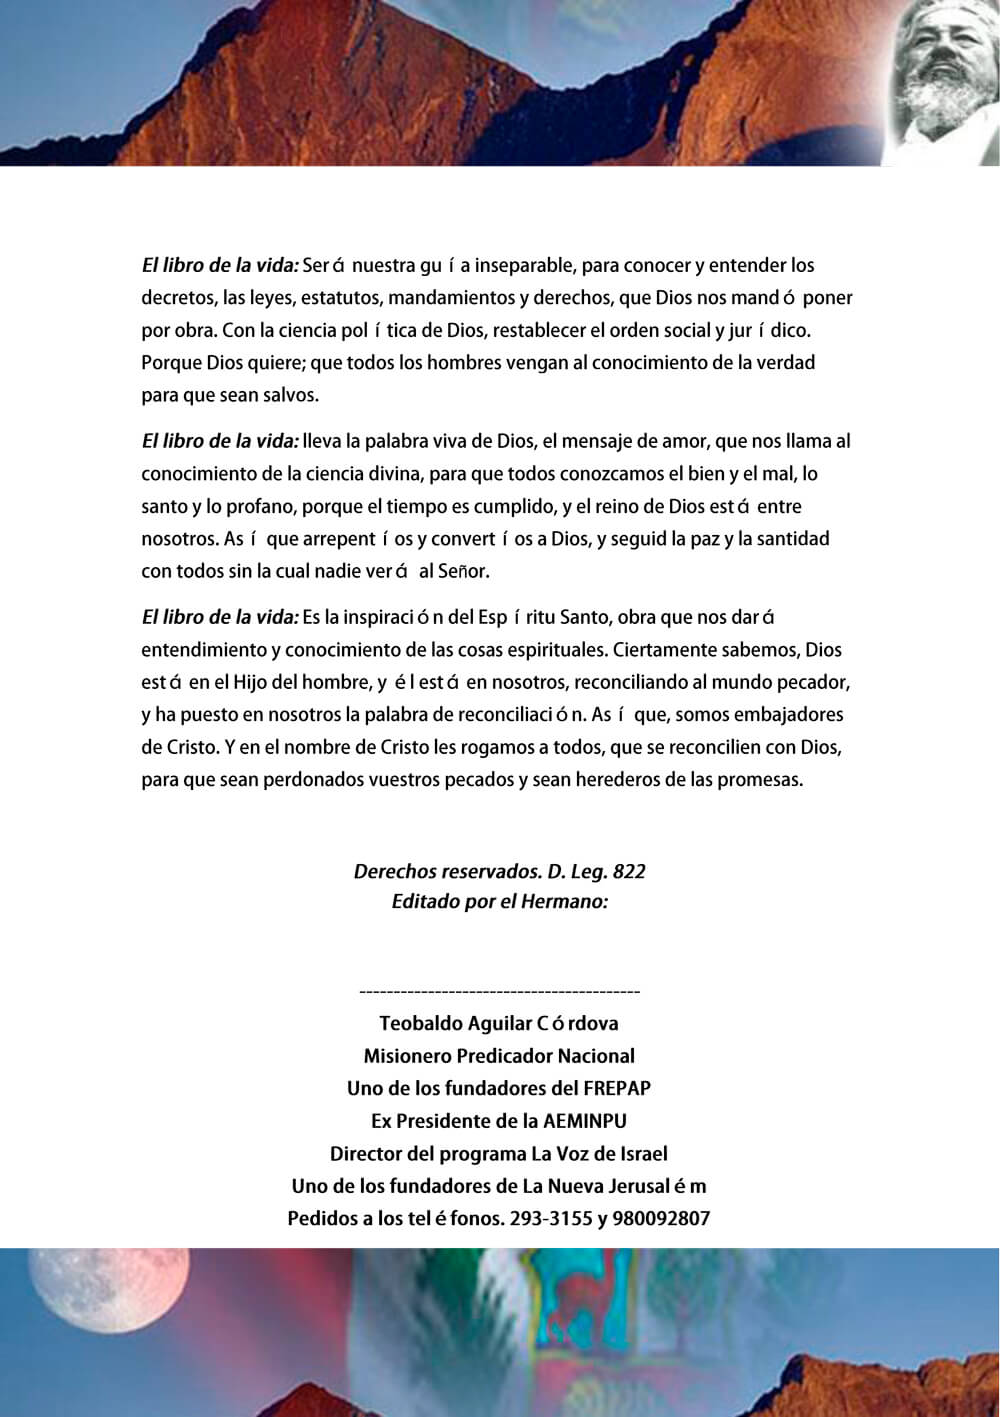 El libro de la vida: Será nuestra guía inseparable, para conocer y entender los
decretos, las leyes, estatutos, mandamientos y derechos, que Dios nos mandó poner
por obra. Con la ciencia política de Dios, restablecer el orden social y jurídico.
Porque Dios quiere; que todos los hombres vengan al conocimiento de la verdad
para que sean salvos.
El libro de la vida: lleva la palabra viva de Dios, el mensaje de amor, que nos llama al
conocimiento de la ciencia divina, para que todos conozcamos el bien y el mal, lo
santo y lo profano, porque el tiempo es cumplido, y el reino de Dios está entre
nosotros. Así que arrepentíos y convertíos a Dios, y seguid la paz y la santidad
con todos sin la cual nadie verá al Señor.
El libro de la vida: Es la inspiración del Espíritu Santo, obra que nos dará
entendimiento y conocimiento de las cosas espirituales. Ciertamente sabemos, Dios
está en el Hijo del hombre, y él está en nosotros, reconciliando al mundo pecador,
y ha puesto en nosotros la palabra de reconciliación. Así que, somos embajadores
de Cristo. Y en el nombre de Cristo les rogamos a todos, que se reconcilien con Dios,
para que sean perdonados vuestros pecados y sean herederos de las promesas.
Derechos reservados. D. Leg. 822
Editado por el Hermano:
-----------------------------------------
Teobaldo Aguilar Córdova
Misionero Predicador Nacional
Uno de los fundadores del FREPAP
Ex Presidente de la AEMINPU
Director del programa La Voz de Israel
Uno de los fundadores de La Nueva Jerusalém
Pedidos a los teléfonos. 293-3155 y 980092807